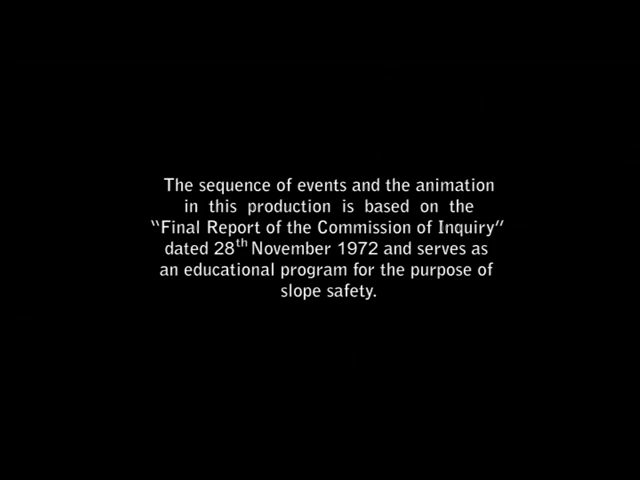 The sequence of events and the animation
in this production is based on the
“Final Report of the Commission of Inquiry”
dated 28th November 1972 and serves as
an educational program for the purpose of
slope safety.